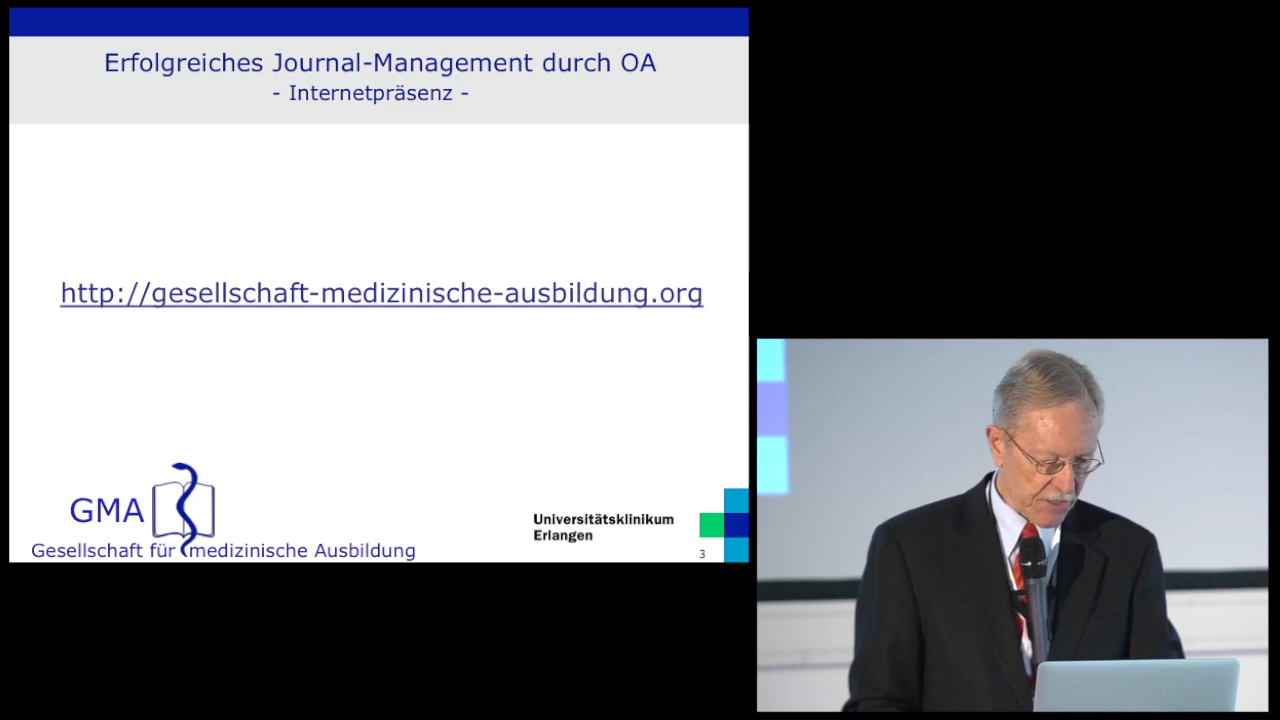 Erfolgreiches Journal-Management durch OA
- Internetpräsenz -
http://gesellschaft-medizinische-ausbildung.org
GMA
Gesellschaft für medizinische Ausbildung
Universitätsklinikum
Erlangen
3